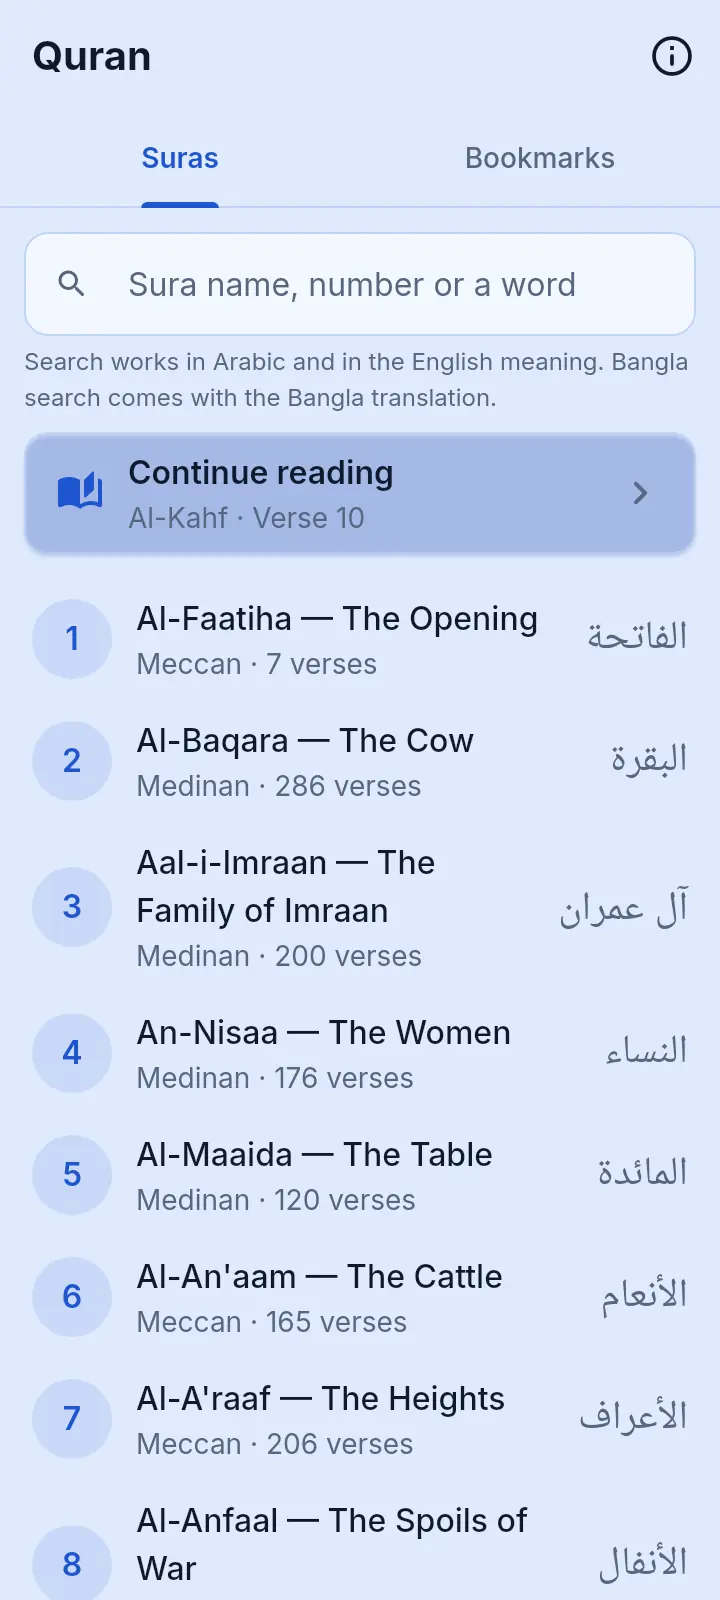 Quran
Suras
Bookmarks
Sura name, number or a word
Search works in Arabic and in the English meaning. Bangla
search comes with the Bangla translation.
Continue reading
Al-Kahf · Verse 10
1
Al-Faatiha — The Opening
Meccan · 7 verses
الفاتحة
2
Al-Baqara — The Cow
Medinan · 286 verses
البقرة
3
Aal-i-Imraan — The
Family of Imraan
Medinan · 200 verses
آل عمران
4
An-Nisaa — The Women
Medinan · 176 verses
النساء
5
Al-Maaida — The Table
Medinan · 120 verses
المائدة
6
Al-An'aam — The Cattle
Meccan · 165 verses
الأنعام
7
Al-A'raaf — The Heights
Meccan · 206 verses
الأعراف
8
Al-Anfaal — The Spoils of
War
الأنفال